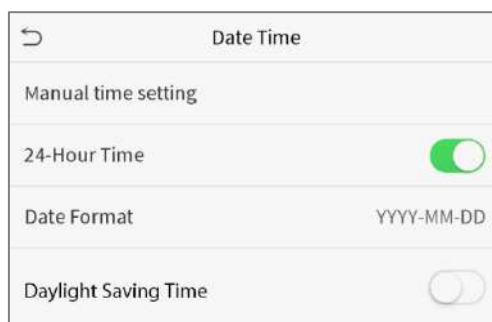 Date Time
Manual time setting
24-Hour Time
Date Format YYYY-MM-DD
Daylight Saving Time